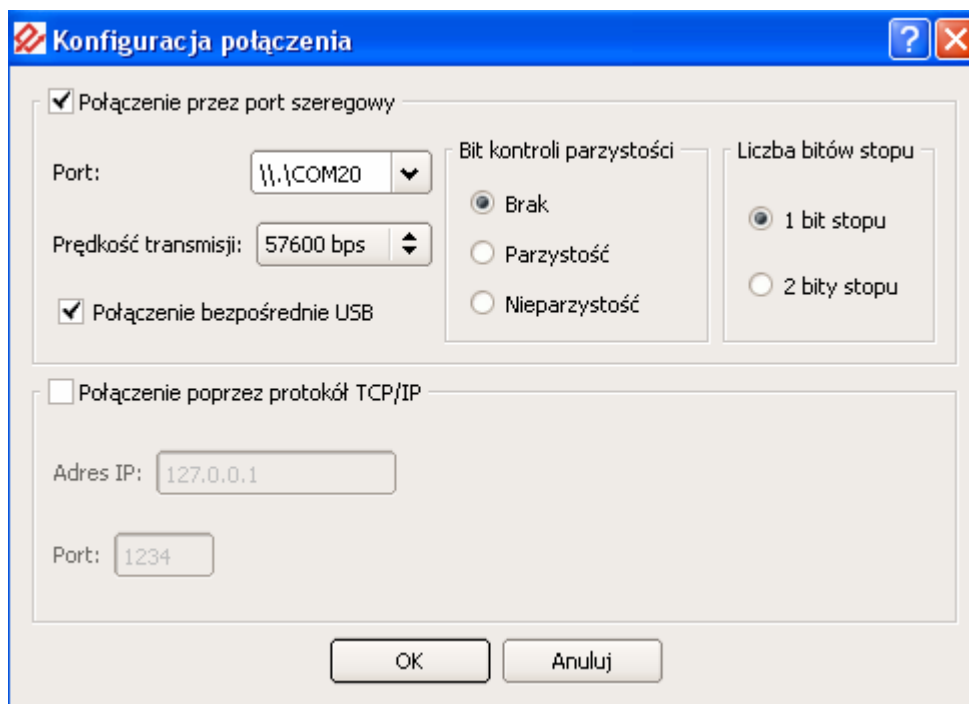 Konfiguracja połączenia
Połączenie przez port szeregowy
Port:
\\.\COM20
Prędkość transmisji:
57600 bps
Połączenie bezpośrednie USB
Bit kontroli parzystości
Brak
Parzystość
Nieparzystość
Liczba bitów stopu
1 bit stopu
2 bity stopu
Połączenie poprzez protokół TCP/IP
Adres IP:
127.0.0.1
Port:
1234
OK
Anuluj